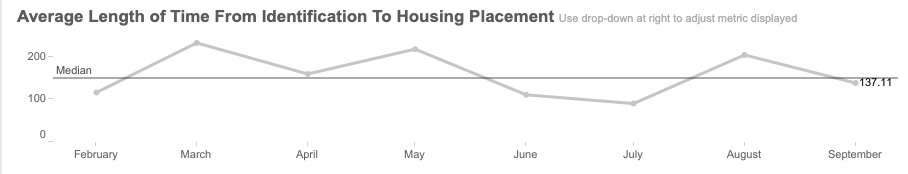 Average Length of Time From Identification To Housing Placement Use drop-down at right to adjust metric displayed
200
Median
137.11
100
0
February March April May June July August September